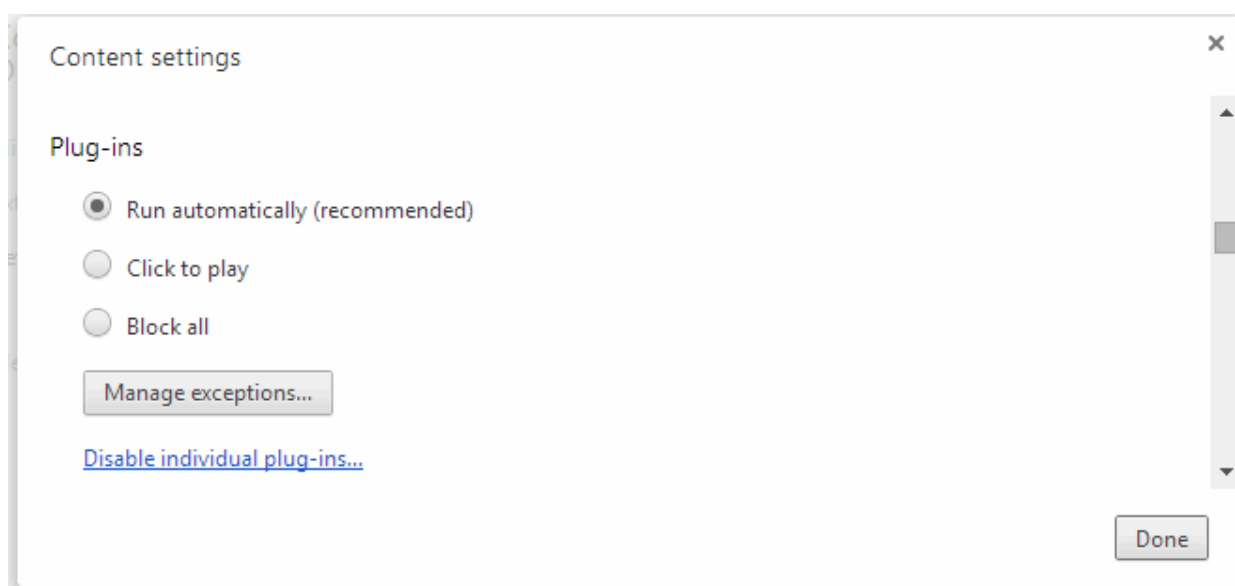 Content settings
Plug-ins
Run automatically (recommended)
Click to play
Block all
Manage exceptions...
Disable individual plug-ins...
Done